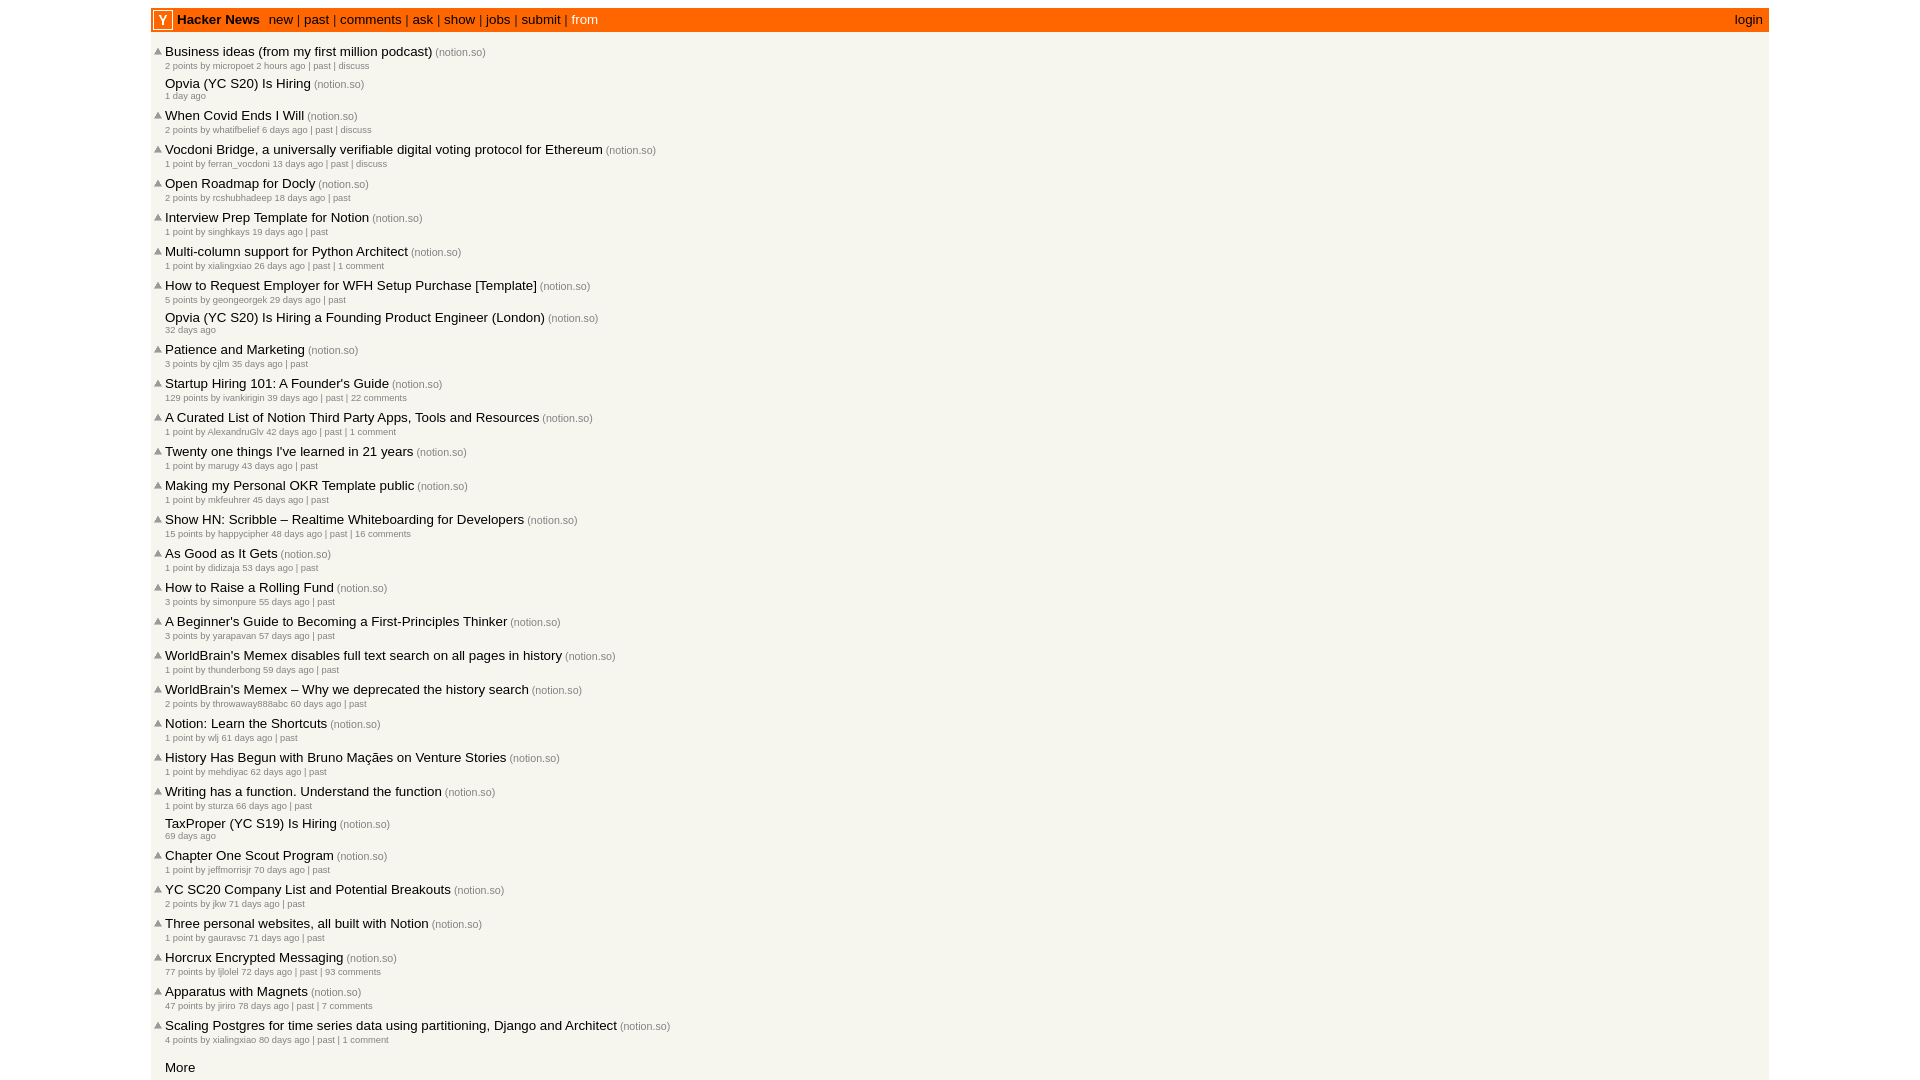 Y Hacker News new | past | comments | ask | show | jobs | submit | from login
Business ideas (from my first million podcast) (notion.so)
2 points by micropoet 2 hours ago | past | discuss
Opvia (YC S20) Is Hiring (notion.so)
1 day ago
When Covid Ends I Will (notion.so)
2 points by whatifbelief 6 days ago | past | discuss
Vocdoni Bridge, a universally verifiable digital voting protocol for Ethereum (notion.so)
1 point by ferran_vocdoni 13 days ago | past | discuss
Open Roadmap for Docly (notion.so)
2 points by rcshubhadeep 18 days ago | past
Interview Prep Template for Notion (notion.so)
1 point by singhkays 19 days ago | past
Multi-column support for Python Architect (notion.so)
1 point by xialingxiao 26 days ago | past | 1 comment
How to Request Employer for WFH Setup Purchase [Template] (notion.so)
5 points by geongeorgek 29 days ago | past
Opvia (YC S20) Is Hiring a Founding Product Engineer (London) (notion.so)
32 days ago
Patience and Marketing (notion.so)
3 points by cjlm 35 days ago | past
Startup Hiring 101: A Founder's Guide (notion.so)
129 points by ivankirigin 39 days ago | past | 22 comments
A Curated List of Notion Third Party Apps, Tools and Resources (notion.so)
1 point by AlexandruGlv 42 days ago | past | 1 comment
Twenty one things I've learned in 21 years (notion.so)
1 point by marugy 43 days ago | past
Making my Personal OKR Template public (notion.so)
1 point by mkfeuhrer 45 days ago | past
Show HN: Scribble – Realtime Whiteboarding for Developers (notion.so)
15 points by happycipher 48 days ago | past | 16 comments
As Good as It Gets (notion.so)
1 point by didizaja 53 days ago | past
How to Raise a Rolling Fund (notion.so)
3 points by simonpure 55 days ago | past
A Beginner's Guide to Becoming a First-Principles Thinker (notion.so)
3 points by yarapavan 57 days ago | past
WorldBrain's Memex disables full text search on all pages in history (notion.so)
1 point by thunderbong 59 days ago | past
WorldBrain's Memex – Why we deprecated the history search (notion.so)
2 points by throwaway888abc 60 days ago | past
Notion: Learn the Shortcuts (notion.so)
1 point by wlj 61 days ago | past
History Has Begun with Bruno Maçães on Venture Stories (notion.so)
1 point by mehdiyac 62 days ago | past
Writing has a function. Understand the function (notion.so)
1 point by sturza 66 days ago | past
TaxProper (YC S19) Is Hiring (notion.so)
69 days ago
Chapter One Scout Program (notion.so)
1 point by jeffmorrisjr 70 days ago | past
YC SC20 Company List and Potential Breakouts (notion.so)
2 points by jkw 71 days ago | past
Three personal websites, all built with Notion (notion.so)
1 point by gauravsc 71 days ago | past
Horcrux Encrypted Messaging (notion.so)
77 points by ljlolel 72 days ago | past | 93 comments
Apparatus with Magnets (notion.so)
47 points by jiriro 78 days ago | past | 7 comments
Scaling Postgres for time series data using partitioning, Django and Architect (notion.so)
4 points by xialingxiao 80 days ago | past | 1 comment
More